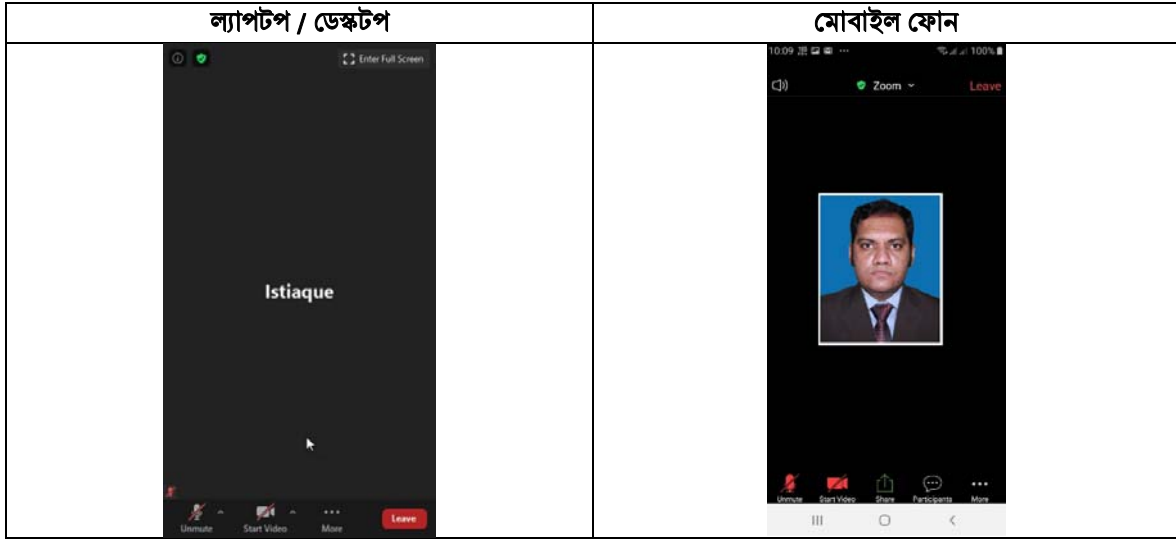 ল্যাপটপ / ডেস্কটপ
মোবাইল ফোন
Enter Full Screen
Istiaque
Unmute
Start Video
More
Leave
10:09
100%
Zoom
Leave
Unmute
Start Video
Share
Participants
More